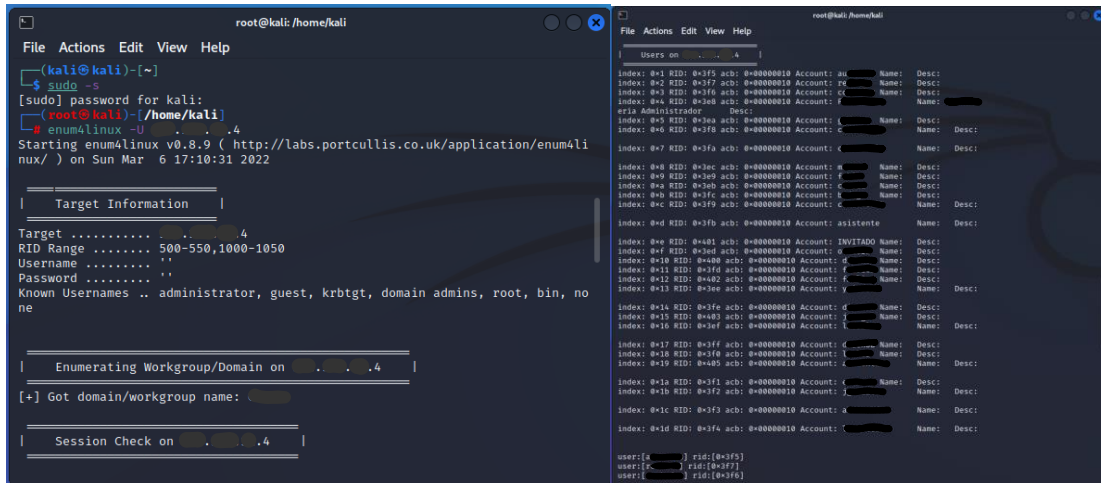 root@kali: /home/kali
File Actions Edit View Help
(kali㉿kali)-[~]
$ sudo -s
[sudo] password for kali:
(root㉿kali)-[/home/kali]
# enum4linux -U . . .4
Starting enum4linux v0.8.9 ( http://labs.portcullis.co.uk/application/enum4li
nux/ ) on Sun Mar 6 17:10:31 2022
| Target Information |
Target ........... . . .4
RID Range ........ 500-550,1000-1050
Username ......... ''
Password ......... ''
Known Usernames .. administrator, guest, krbtgt, domain admins, root, bin, no
ne
| Enumerating Workgroup/Domain on . . .4 |
[+] Got domain/workgroup name:
| Session Check on . . .4 |
root@kali: /home/kali
File Actions Edit View Help
| Users on . . .4 |
index: 0×1 RID: 0×3f5 acb: 0×00000010 Account: au Name: Desc:
index: 0×2 RID: 0×3f7 acb: 0×00000010 Account: re Name: Desc:
index: 0×3 RID: 0×3f6 acb: 0×00000010 Account: co Name: Desc:
index: 0×4 RID: 0×3e8 acb: 0×00000010 Account: Name:
eria Administrador Desc:
index: 0×5 RID: 0×3ea acb: 0×00000010 Account: Name: Desc:
index: 0×6 RID: 0×3f8 acb: 0×00000010 Account: c Name: Desc:
index: 0×7 RID: 0×3fa acb: 0×00000010 Account: c Name: Desc:
index: 0×8 RID: 0×3ec acb: 0×00000010 Account: m Name: Desc:
index: 0×9 RID: 0×3e9 acb: 0×00000010 Account: f Name: Desc:
index: 0×a RID: 0×3eb acb: 0×00000010 Account: c Name: Desc:
index: 0×b RID: 0×3fc acb: 0×00000010 Account: b Name: Desc:
index: 0×c RID: 0×3f9 acb: 0×00000010 Account: c Name: Desc:
index: 0×d RID: 0×3fb acb: 0×00000010 Account: asistente Name: Desc:
index: 0×e RID: 0×401 acb: 0×00000010 Account: INVITADO Name: Desc:
index: 0×f RID: 0×3ed acb: 0×00000010 Account: o Name: Desc:
index: 0×10 RID: 0×400 acb: 0×00000010 Account: d Name: Desc:
index: 0×11 RID: 0×3fd acb: 0×00000010 Account: f Name: Desc:
index: 0×12 RID: 0×402 acb: 0×00000010 Account: f Name: Desc:
index: 0×13 RID: 0×3ee acb: 0×00000010 Account: y Name: Desc:
index: 0×14 RID: 0×3fe acb: 0×00000010 Account: d Name: Desc:
index: 0×15 RID: 0×403 acb: 0×00000010 Account: j Name: Desc:
index: 0×16 RID: 0×3ef acb: 0×00000010 Account: l Name: Desc:
index: 0×17 RID: 0×3ff acb: 0×00000010 Account: d Name: Desc:
index: 0×18 RID: 0×3f0 acb: 0×00000010 Account: l Name: Desc:
index: 0×19 RID: 0×405 acb: 0×00000010 Account: a Name: Desc:
index: 0×1a RID: 0×3f1 acb: 0×00000010 Account: Name: Desc:
index: 0×1b RID: 0×3f2 acb: 0×00000010 Account: j Name: Desc:
index: 0×1c RID: 0×3f3 acb: 0×00000010 Account: a Name: Desc:
index: 0×1d RID: 0×3f4 acb: 0×00000010 Account: Name: Desc:
user:[a ] rid:[0×3f5]
user:[r ] rid:[0×3f7]
user:[ ] rid:[0×3f6]